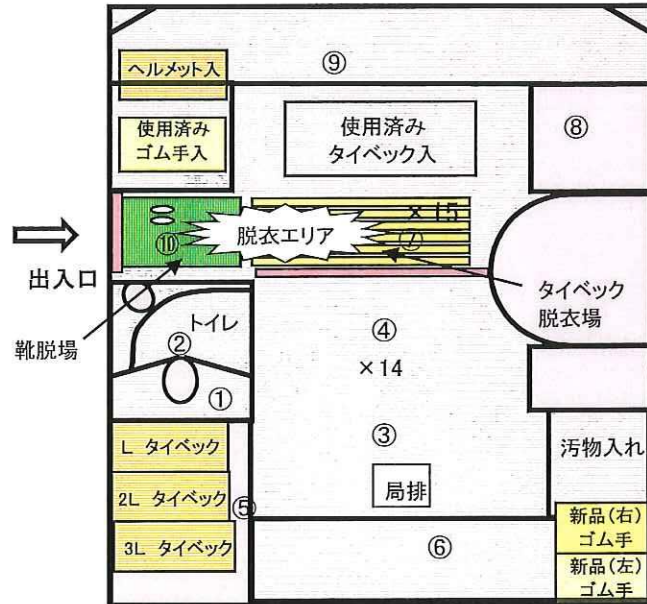 ⑨
ヘルメット入
使用済み
ゴム手入
使用済み
タイベック入
⑧
×15
脱衣エリア
⑩
⑦
出入口
靴脱場
タイベック
脱衣場
トイレ
②
①
④
×14
③
局排
L タイベック
2L タイベック
3L タイベック
⑤
⑥
汚物入れ
新品(右)
ゴム手
新品(左)
ゴム手